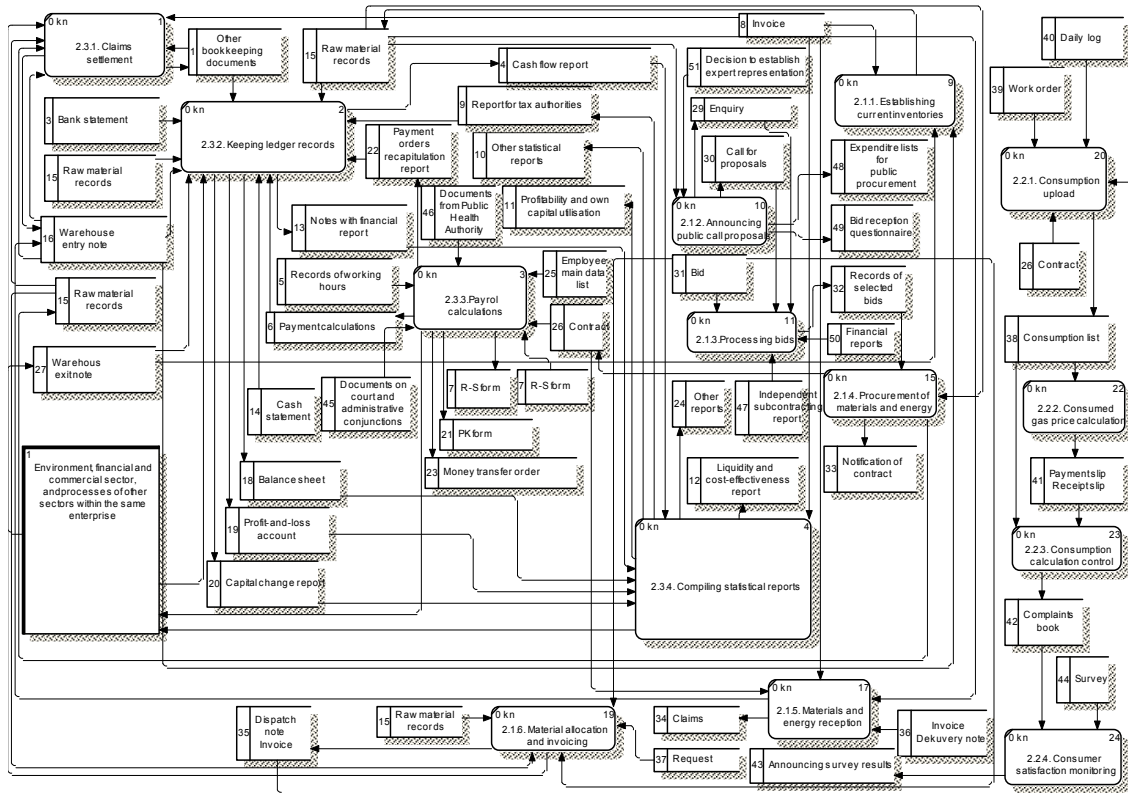 0 kn 1
2.3.1. Claims
settlement
1 Other
bookkeeping
documents
15 Raw material
records
8 Invoice
40 Daily log
4 Cash flow report
51 Decision to establish
expert representation
0 kn 9
2.1.1. Establishing
current inventories
39 Work order
3 Bank statement
0 kn 2
2.3.2. Keeping ledger records
9 Report for tax authorities
29 Enquiry
22 Payment
orders
recapitulation
report
10 Other statistical
reports
30 Call for
proposals
48 Expenditre lists
for
public
procurement
0 kn 20
2.2.1. Consumption
upload
15 Raw material
records
46 Documents
from Public
Health
Authority
11 Profitability and own
capital utilisation
0 kn 10
2.1.2. Announcing
public call proposals
49 Bid reception
questionnaire
16 Warehouse
entry note
13 Notes with financial
report
26 Contract
5 Records of working
hours
0 kn 3
2.3.3.Payrol
calculations
25 Employee
main data
list
31 Bid
32 Records of
selected
bids
15 Raw material
records
6 Payment calculations
26 Contract
0 kn 11
2.1.3.Processing bids
50 Financial
reports
38 Consumption list
27 Warehous
exit note
14 Cash
statement
45 Documents on
court and
administrative
conjunctions
7 R-S form
7 R-S form
24 Other
reports
47 Independent
subcontracting
report
0 kn 15
2.1.4. Procurement of
materials and energy
0 kn 22
2.2.2. Consumed
gas price calculation
21 PK form
1
Environment, financial and
commercial sector,
and processes of other
sectors within the same
enterprise
18 Balance sheet
23 Money transfer order
12 Liquidity and
cost-effectiveness
report
33 Notification of
contract
41 Payment slip
Receipt slip
19 Profit-and-loss
account
0 kn 4
2.3.4. Compiling statistical reports
0 kn 23
2.2.3. Consumption
calculation control
20 Capital change report
42 Complaints
book
44 Survey
35 Dispatch
note
Invoice
15 Raw material
records
0 kn 19
2.1.6. Material allocation
and invoicing
34 Claims
0 kn 17
2.1.5. Materials and
energy reception
36 Invoice
Dekuvery note
37 Request
43 Announcing survey results
0 kn 24
2.2.4. Consumer
satisfaction monitoring